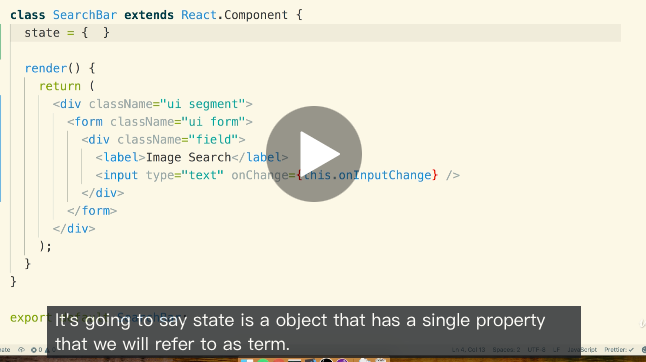 class SearchBar extends React.Component {
state = {  }
render() {
return (
<div className="ui segment">
<form className="ui form">
<div className="field">
<label>Image Search</label>
<input type="text" onChange={this.onInputChange} />
</div>
</form>
</div>
);
}
}
export
It's going to say state is a object that has a single property
that we will refer to as term.
JavaScript Prettier: ✓